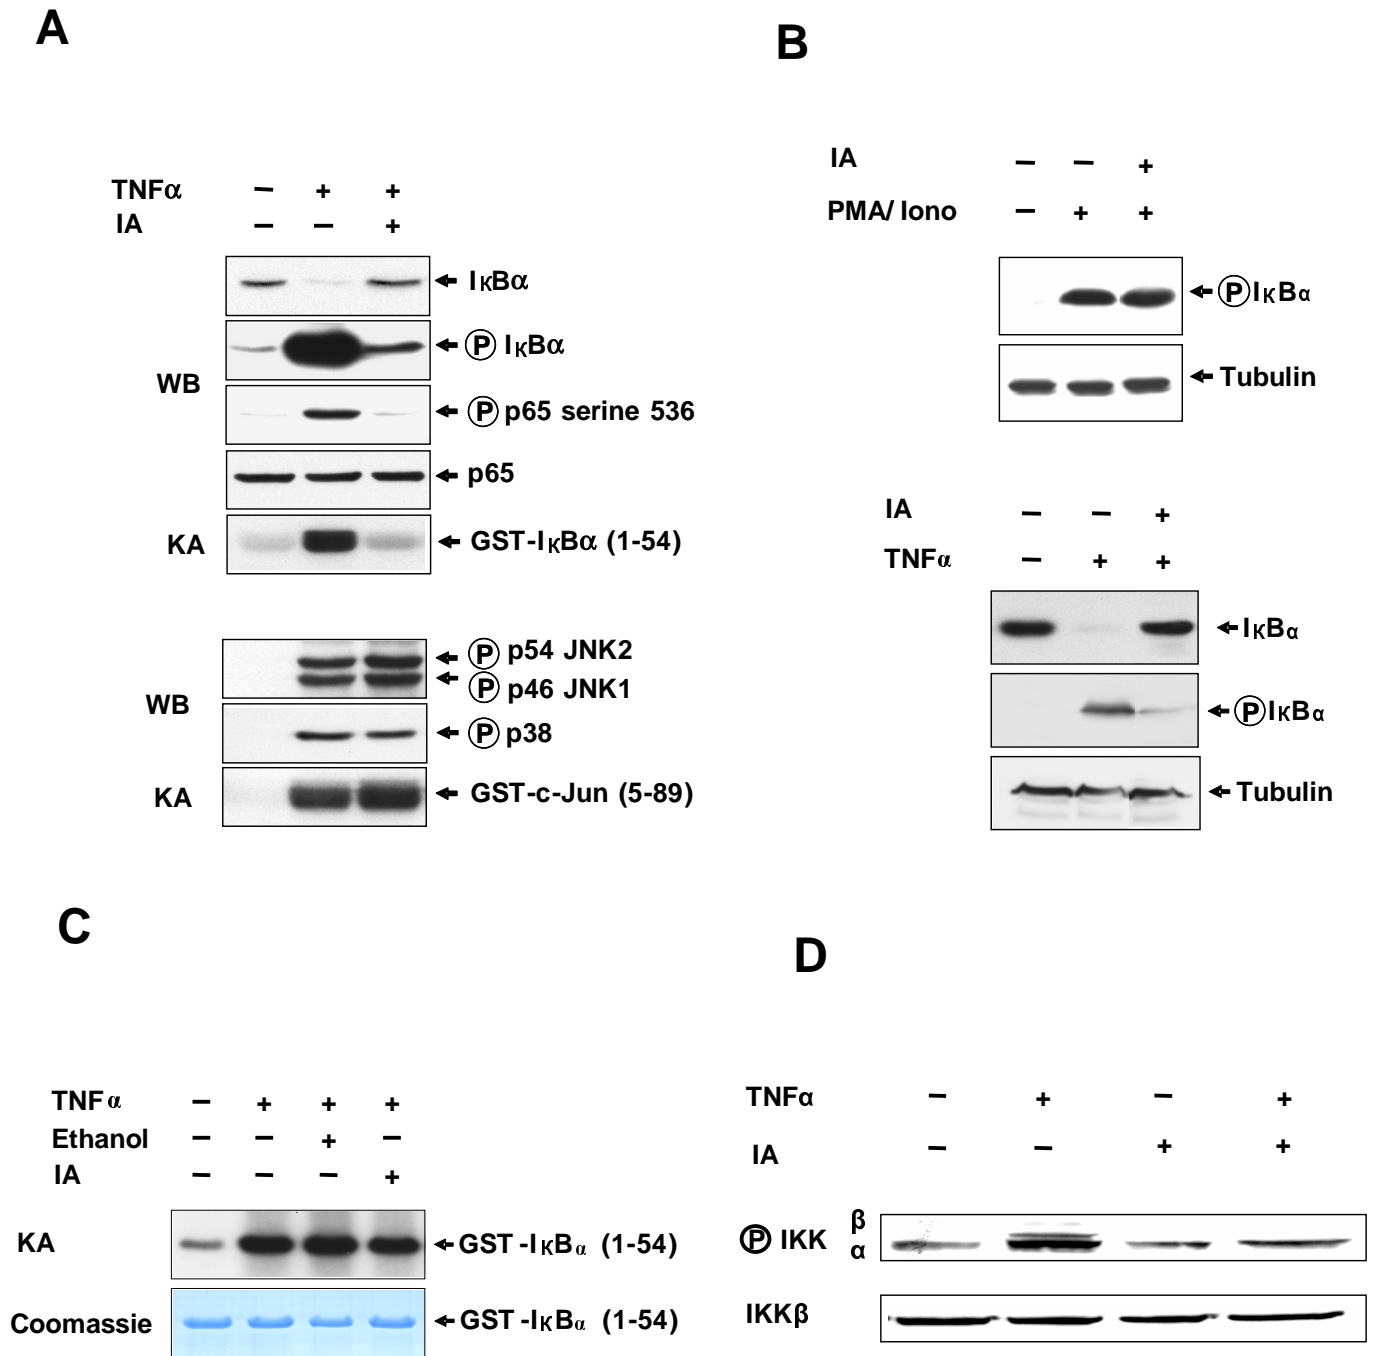 A
TNFα − + +
IA − − +
IκBα
WB
P IκBα
P p65 serine 536
p65
KA
GST-IκBα (1-54)
WB
P p54 JNK2
P p46 JNK1
P p38
KA
GST-c-Jun (5-89)
B
IA − − +
PMA/ Iono − + +
P IκBα
Tubulin
IA − − +
TNFα − + +
IκBα
P IκBα
Tubulin
C
TNFα − + + +
Ethanol − − + −
IA − − − +
KA
GST-IκBα (1-54)
Coomassie
GST-IκBα (1-54)
D
TNFα − + − +
IA − − + +
P IKK β
α
IKKβ